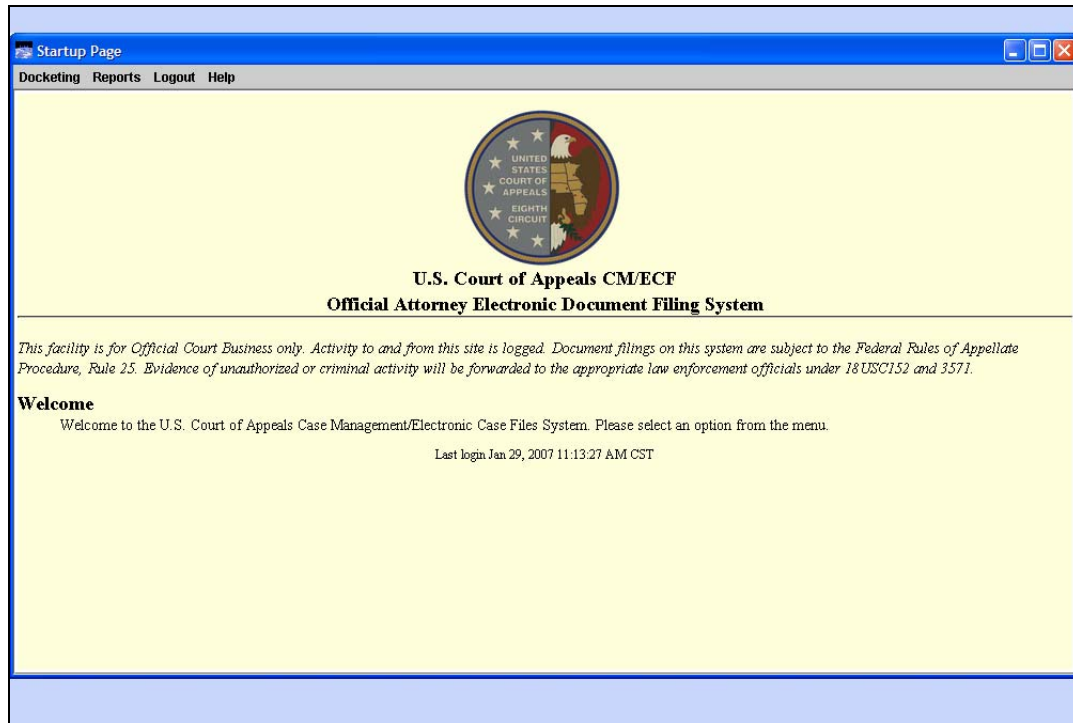 Startup Page
Docketing Reports Logout Help
UNITED
STATES
COURT OF
APPEALS
EIGHTH
CIRCUIT
U.S. Court of Appeals CM/ECF
Official Attorney Electronic Document Filing System
This facility is for Official Court Business only. Activity to and from this site is logged. Document filings on this system are subject to the Federal Rules of Appellate
Procedure, Rule 25. Evidence of unauthorized or criminal activity will be forwarded to the appropriate law enforcement officials under 18USC152 and 3571.
Welcome
Welcome to the U.S. Court of Appeals Case Management/Electronic Case Files System. Please select an option from the menu.
Last login Jan 29, 2007 11:13:27 AM CST